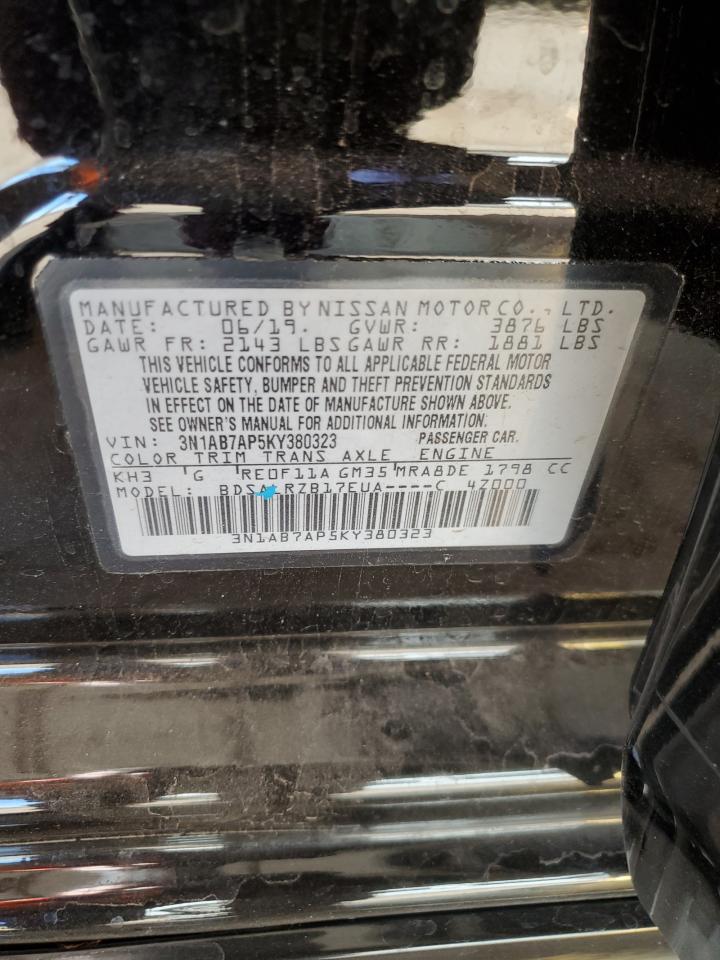 MANUFACTURED BY NISSAN MOTOR CO., LTD.
DATE: 06/19. GVWR: 3876 LBS
GAWR FR: 2143 LBS GAWR RR: 1881 LBS
THIS VEHICLE CONFORMS TO ALL APPLICABLE FEDERAL MOTOR
VEHICLE SAFETY, BUMPER AND THEFT PREVENTION STANDARDS
IN EFFECT ON THE DATE OF MANUFACTURE SHOWN ABOVE.
SEE OWNER'S MANUAL FOR ADDITIONAL INFORMATION.
VIN: 3N1AB7AP5KY380323 PASSENGER CAR.
COLOR TRIM TRANS AXLE ENGINE
KH3 G RE0F11A GM35 MRA8DE 1798 CC
MODEL: 4Z000
3N1AB7AP5KY380323